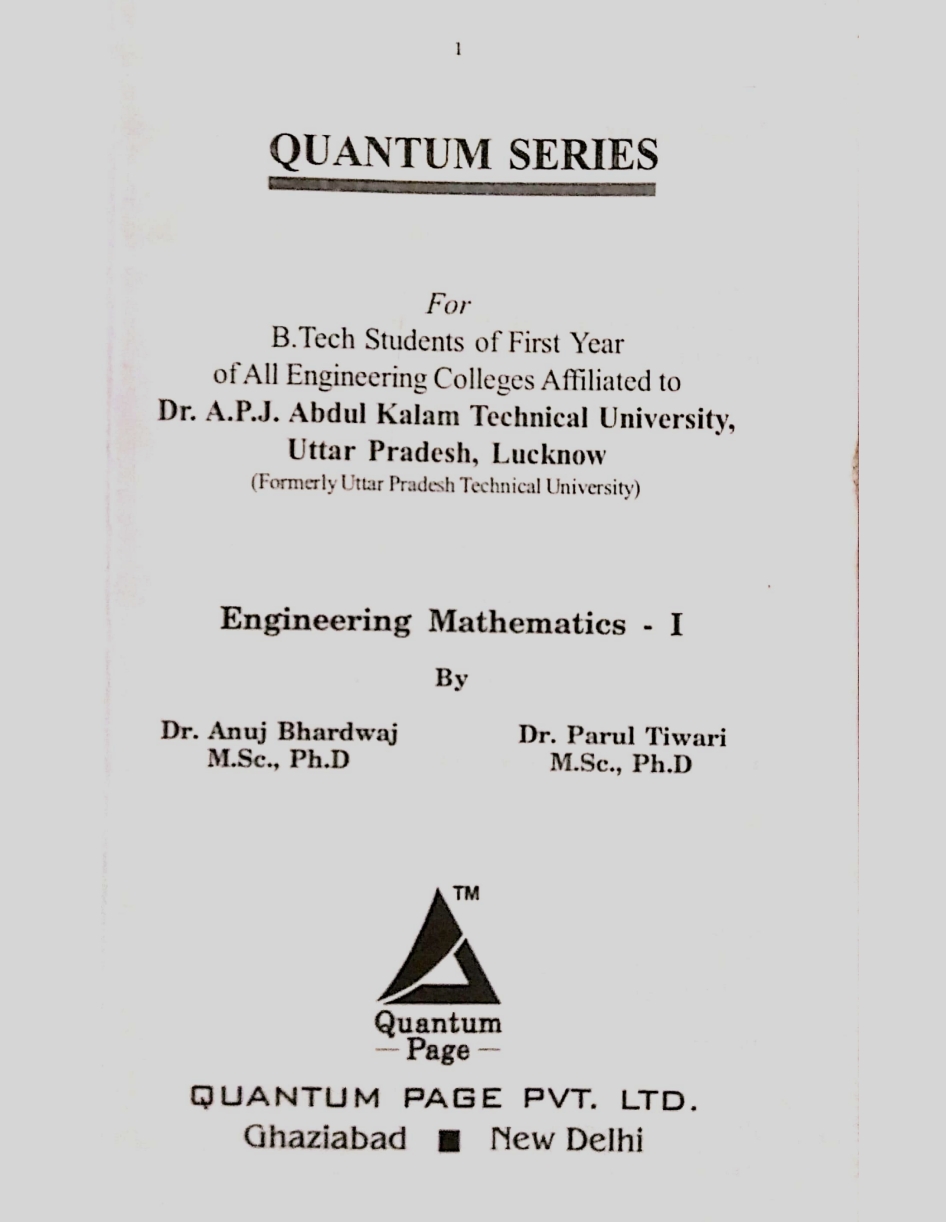 1
QUANTUM SERIES
For
B.Tech Students of First Year
of All Engineering Colleges Affiliated to
Dr. A.P.J. Abdul Kalam Technical University,
Uttar Pradesh, Lucknow
(Formerly Uttar Pradesh Technical University)
Engineering Mathematics - I
By
Dr. Anuj Bhardwaj
M.Sc., Ph.D
Dr. Parul Tiwari
M.Sc., Ph.D
TM
Quantum
— Page —
QUANTUM PAGE PVT. LTD.
Ghaziabad ■ New Delhi